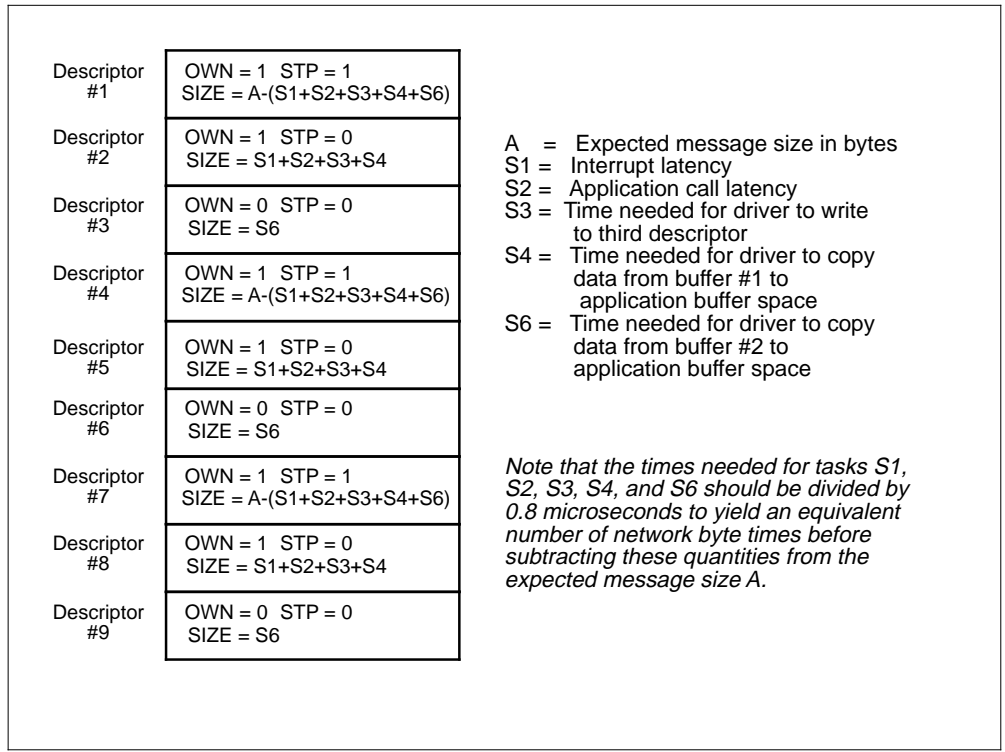 Descriptor
#1
OWN = 1 STP = 1
SIZE = A-(S1+S2+S3+S4+S6)
Descriptor
#2
OWN = 1 STP = 0
SIZE = S1+S2+S3+S4
Descriptor
#3
OWN = 0 STP = 0
SIZE = S6
Descriptor
#4
OWN = 1 STP = 1
SIZE = A-(S1+S2+S3+S4+S6)
Descriptor
#5
OWN = 1 STP = 0
SIZE = S1+S2+S3+S4
Descriptor
#6
OWN = 0 STP = 0
SIZE = S6
Descriptor
#7
OWN = 1 STP = 1
SIZE = A-(S1+S2+S3+S4+S6)
Descriptor
#8
OWN = 1 STP = 0
SIZE = S1+S2+S3+S4
Descriptor
#9
OWN = 0 STP = 0
SIZE = S6
A = Expected message size in bytes
S1 = Interrupt latency
S2 = Application call latency
S3 = Time needed for driver to write
to third descriptor
S4 = Time needed for driver to copy
data from buffer #1 to
application buffer space
S6 = Time needed for driver to copy
data from buffer #2 to
application buffer space
Note that the times needed for tasks S1,
S2, S3, S4, and S6 should be divided by
0.8 microseconds to yield an equivalent
number of network byte times before
subtracting these quantities from the
expected message size A.